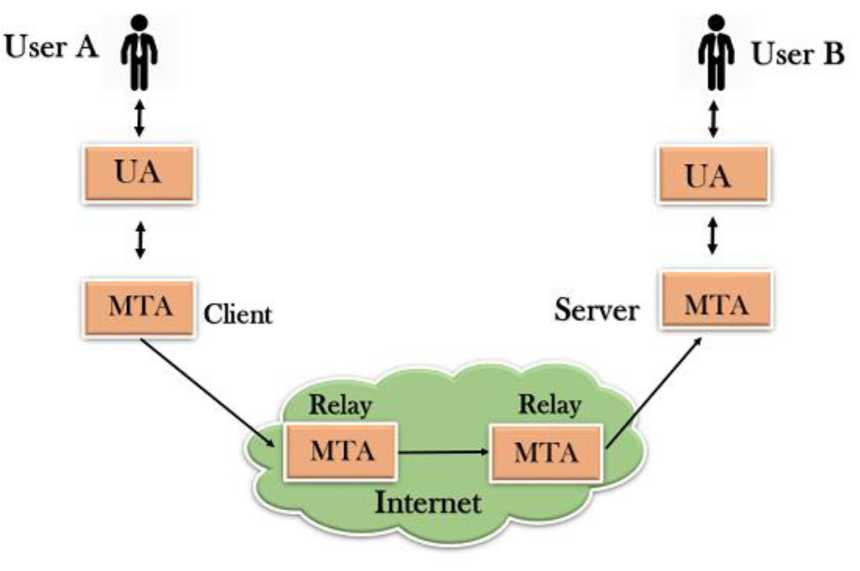 User A
User B
UA
UA
MTA
Client
Server
MTA
Relay
Relay
MTA
MTA
Internet